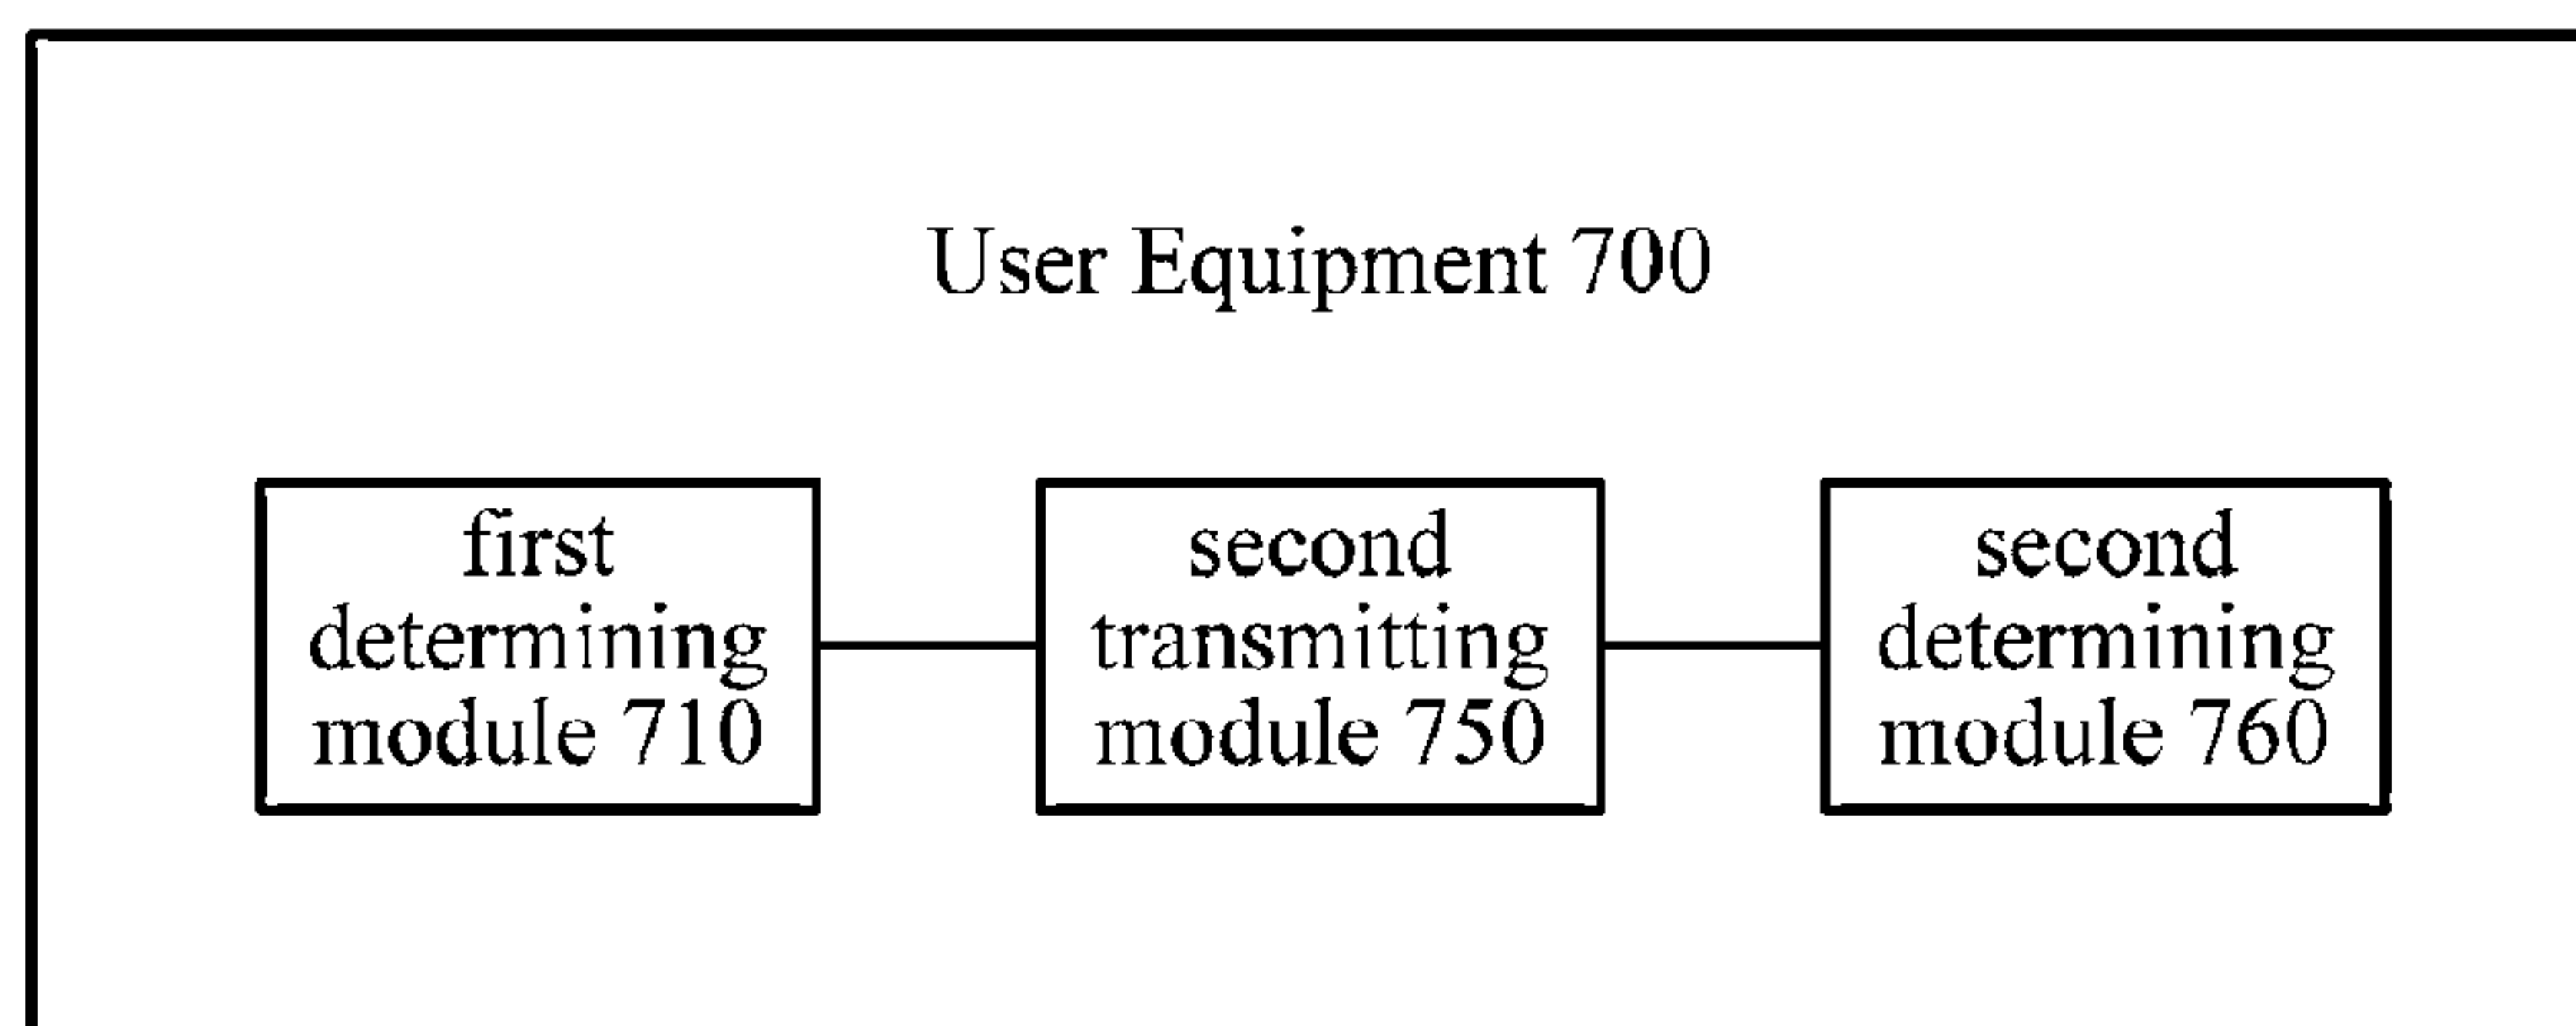 User Equipment 700
first
determining
module 710
second
transmitting
module 750
second
determining
module 760